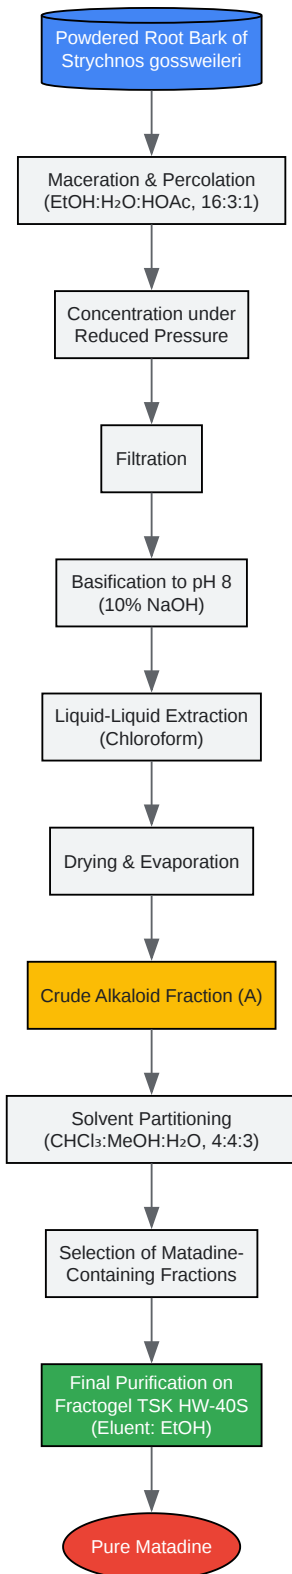 Powdered Root Bark of
Strychnos gossweileri
Maceration & Percolation
(EtOH:H₂O:HOAc, 16:3:1)
Concentration under
Reduced Pressure
Filtration
Basification to pH 8
(10% NaOH)
Liquid-Liquid Extraction
(Chloroform)
Drying & Evaporation
Crude Alkaloid Fraction (A)
Solvent Partitioning
(CHCl₃:MeOH:H₂O, 4:4:3)
Selection of Matadine-
Containing Fractions
Final Purification on
Fractogel TSK HW-40S
(Eluent: EtOH)
Pure Matadine